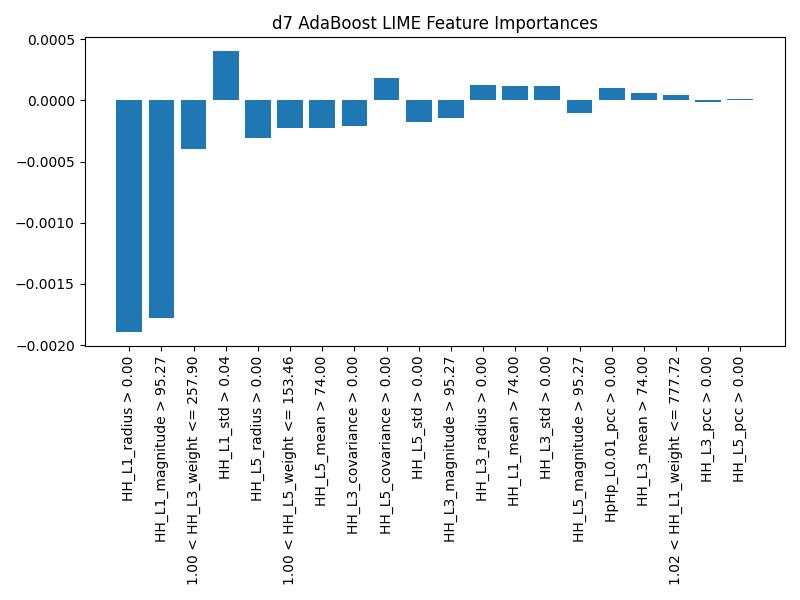 d7 AdaBoost LIME Feature Importances
0.0005
0.0000
−0.0005
−0.0010
−0.0015
−0.0020
HH_L1_radius > 0.00
HH_L1_magnitude > 95.27
1.00 < HH_L3_weight <= 257.90
HH_L1_std > 0.04
HH_L5_radius > 0.00
1.00 < HH_L5_weight <= 153.46
HH_L5_mean > 74.00
HH_L3_covariance > 0.00
HH_L5_covariance > 0.00
HH_L5_std > 0.00
HH_L3_magnitude > 95.27
HH_L3_radius > 0.00
HH_L1_mean > 74.00
HH_L3_std > 0.00
HH_L5_magnitude > 95.27
HpHp_L0.01_pcc > 0.00
HH_L3_mean > 74.00
1.02 < HH_L1_weight <= 777.72
HH_L3_pcc > 0.00
HH_L5_pcc > 0.00